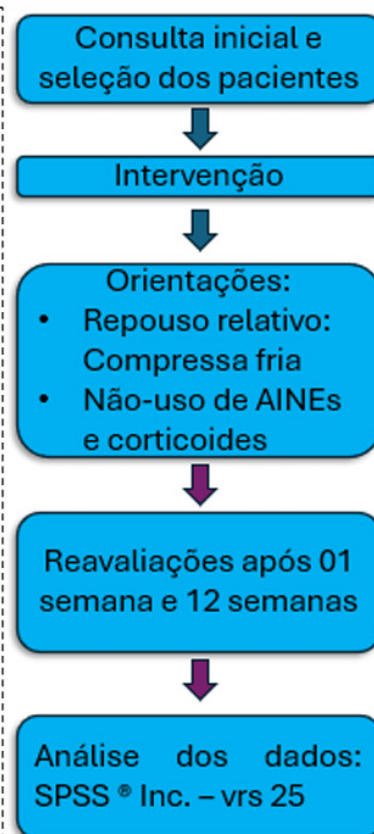 Consulta inicial e
seleção dos pacientes
Intervenção
Orientações:
• Repouso relativo:
Compressa fria
• Não-uso de AINEs
e corticoides
Reavaliações após 01
semana e 12 semanas
Análise dos dados:
SPSS ® Inc. – vrs 25